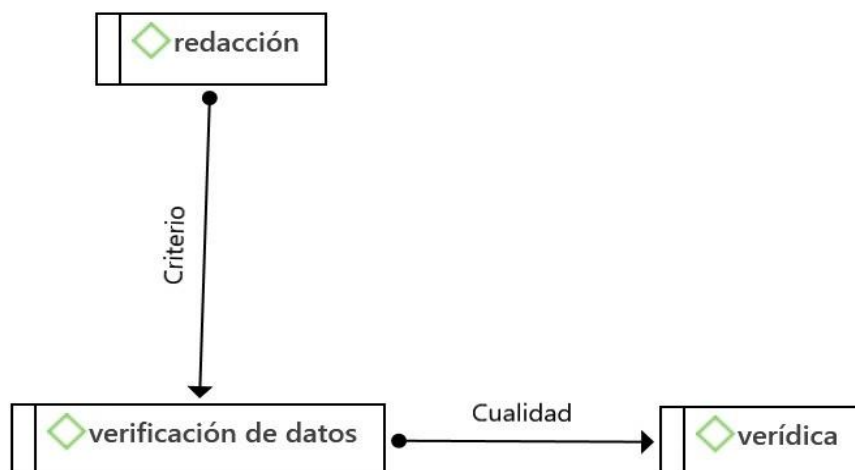 redacción
Criterio
verificación de datos
Cualidad
verídica